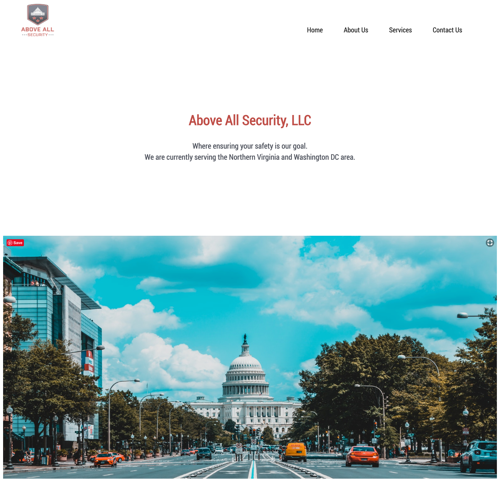 ABOVE ALL
SECURITY
Home
About Us
Services
Contact Us
Above All Security, LLC
Where ensuring your safety is our goal.
We are currently serving the Northern Virginia and Washington DC area.
Save